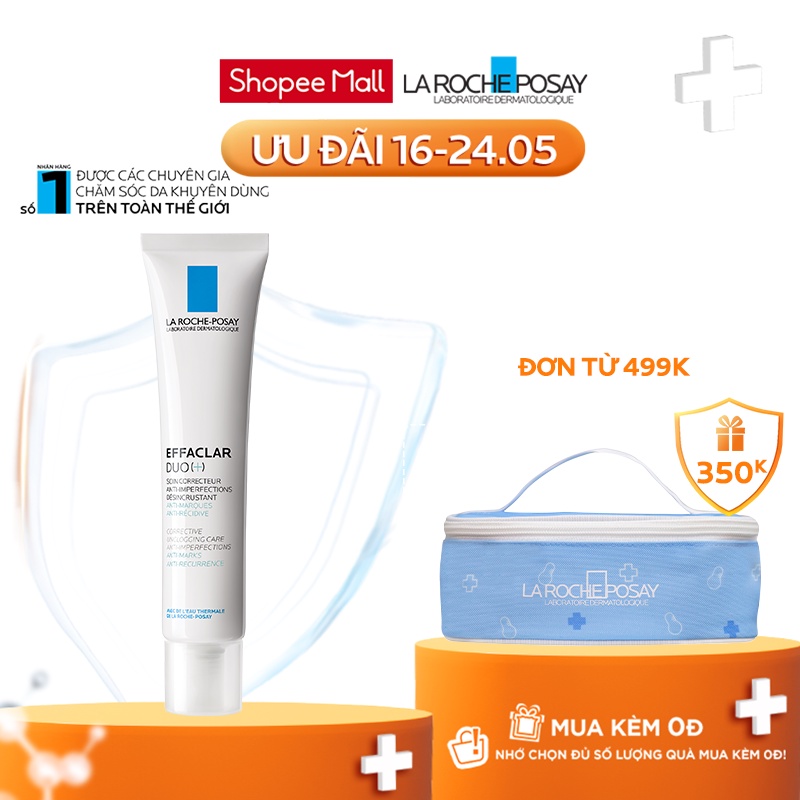 Shopee Mall
LA ROCHE POSAY
LABORATOIRE DERMATOLOGIQUE
ƯU ĐÃI 16-24.05
NHÃN HÀNG
số 1
ĐƯỢC CÁC CHUYÊN GIA
CHĂM SÓC DA KHUYÊN DÙNG
TRÊN TOÀN THẾ GIỚI
LA ROCHE-POSAY
LABORATOIRE DERMATOLOGIQUE
EFFACLAR
DUO(+)
SOIN CORRECTEUR
ANTI-IMPERFECTIONS
DÉSINCRUSTANT
ANTI-MARQUES
ANTI-RÉCIDIVE
CORRECTIVE
UNCLOGGING CARE
ANTI-IMPERFECTIONS
ANTI-MARKS
ANTI-RECURRENCE
AVEC DE L'EAU THERMALE
DE LA ROCHE-POSAY
ĐƠN TỪ 499K
350K
LA ROCHE POSAY
LABORATOIRE DERMATOLOGIQUE
MUA KÈM 0Đ
NHỚ CHỌN ĐỦ SỐ LƯỢNG QUÀ MUA KÈM 0Đ!